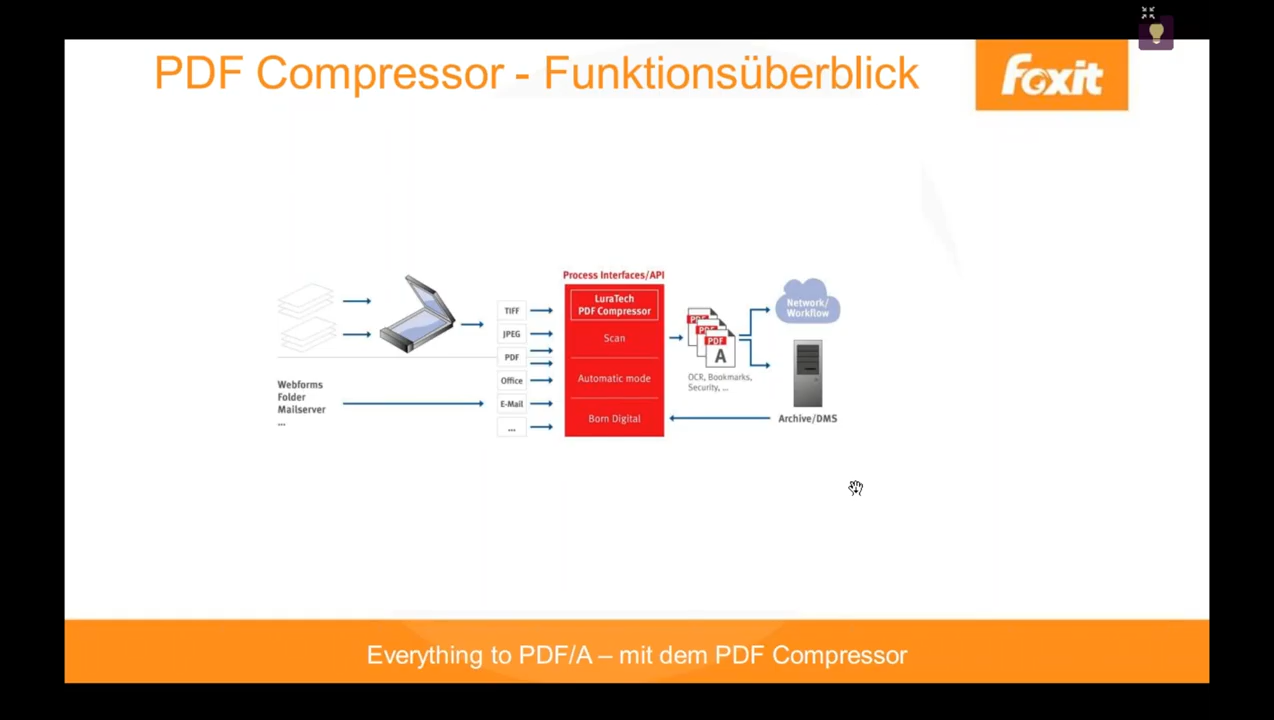 PDF Compressor - Funktionsüberblick
foxit
Process Interfaces/API
LuraTech
PDF Compressor
Scan
Automatic mode
Born Digital
TIFF
JPEG
PDF
Office
E-Mail
...
Webforms
Folder
Mailserver
...
PDF
PDF
PDF
A
OCR, Bookmarks,
Security, ...
Network/
Workflow
Archive/DMS
Everything to PDF/A – mit dem PDF Compressor